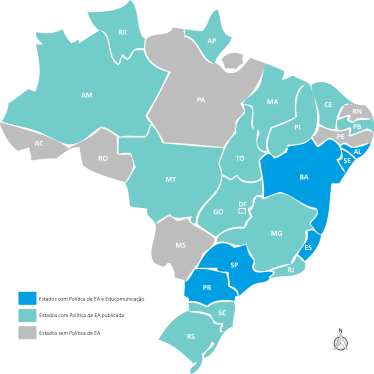 RR
AP
AM
PA
MA
CE
RN
PB
PI
PE
AC
AL
RO
TO
SE
MT
BA
DF
GO
MG
MS
ES
SP
RJ
PR
Estados com Política de EA e Educomunicação
SC
Estados com Política de EA publicada
Estados sem Política de EA
RS
N